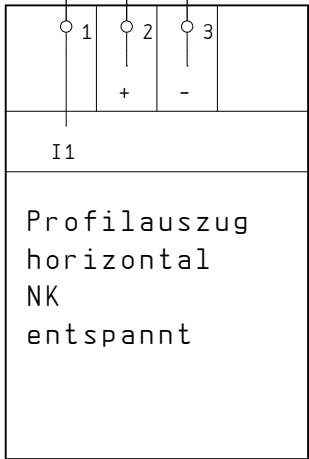 1 2 3
+ -
I1
Profilauszug
horizontal
NK
entspannt